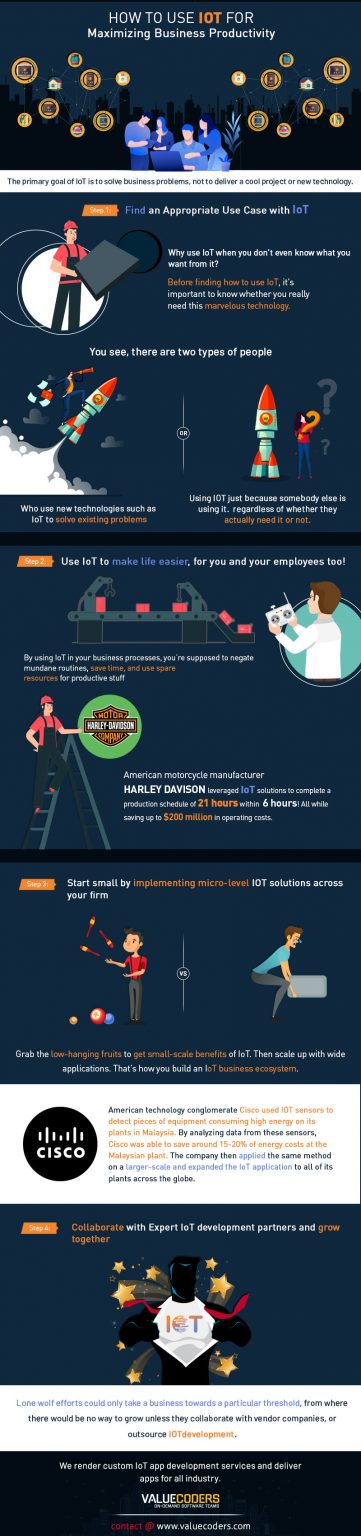 HOW TO USE IOT FOR
Maximizing Business Productivity
The primary goal of IoT is to solve business problems, not to deliver a cool project or new technology.
Step 1:
Find an Appropriate Use Case with IoT
Why use IoT when you don't even know what you
want from it?
Before finding how to use IoT, it's
important to know whether you really
need this marvelous technology.
You see, there are two types of people
OR
Who use new technologies such as
IoT to solve existing problems
Using IOT just because somebody else is
using it. regardless of whether they
actually need it or not.
Step 2:
Use IoT to make life easier, for you and your employees too!
By using IoT in your business processes, you're supposed to negate
mundane routines, save time, and use spare
resources for productive stuff
MOTOR
HARLEY-DAVIDSON
COMPANY
American motorcycle manufacturer
HARLEY DAVISON leveraged IoT solutions to complete a
production schedule of 21 hours within 6 hours! All while
saving up to $200 million in operating costs.
Step 3:
Start small by implementing micro-level IOT solutions across
your firm
VS
Grab the low-hanging fruits to get small-scale benefits of IoT. Then scale up with wide
applications. That's how you build an IoT business ecosystem.
CISCO
American technology conglomerate Cisco used IOT sensors to
detect pieces of equipment consuming high energy on its
plants in Malaysia. By analyzing data from these sensors,
Cisco was able to save around 15-20% of energy costs at the
Malaysian plant. The company then applied the same method
on a larger-scale and expanded the IoT application to all of its
plants across the globe.
Step 4:
Collaborate with Expert IoT development partners and grow
together
IOT
Lone wolf efforts could only take a business towards a particular threshold, from where
there would be no way to grow unless they collaborate with vendor companies, or
outsource IOTdevelopment.
We render custom IoT app development services and deliver
apps for all industry.
VALUECODERS
ON-DEMAND SOFTWARE TEAMS
contact @ www.valuecoders.com